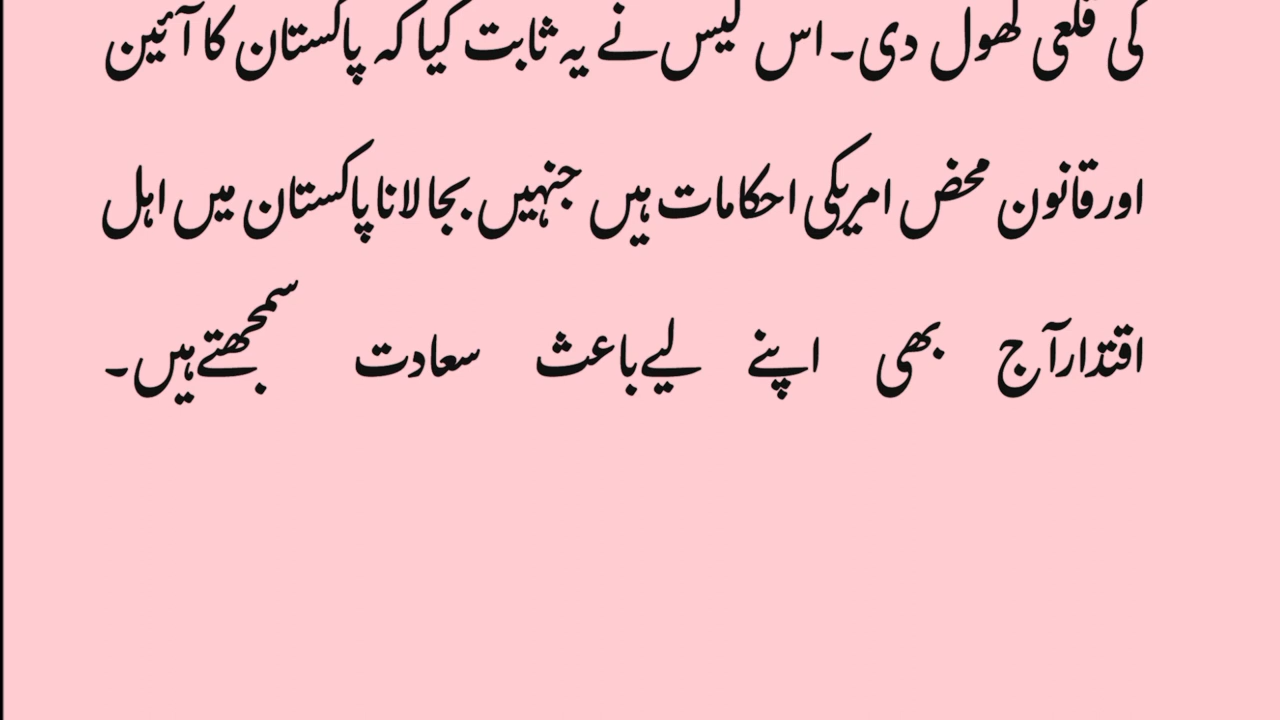 کی قلعی کھول دی۔ اس کیس نے یہ ثابت کیا کہ پاکستان کا آئین
اور قانون محض امریکی احکامات ہیں جنہیں بجا لانا پاکستان میں اہل
اقتدار آج بھی اپنے لیے باعث سعادت سمجھتے ہیں۔